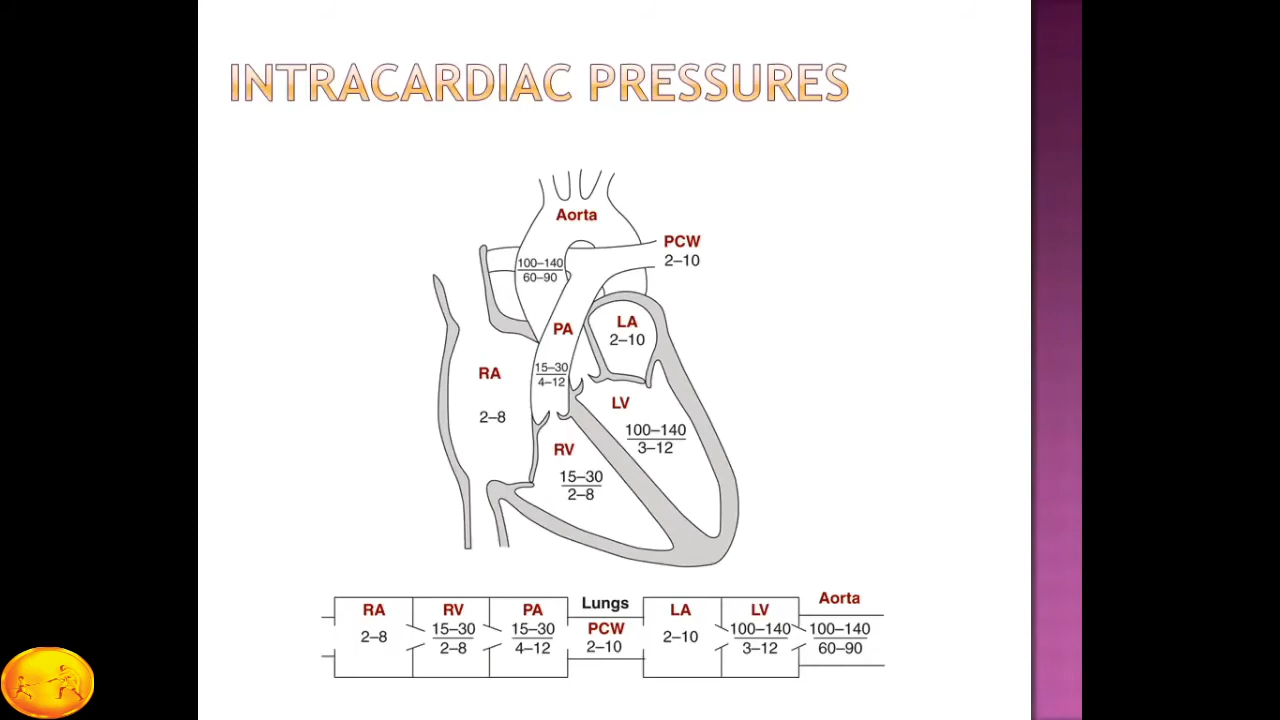 INTRACARDIAC PRESSURES
Aorta
100–140
60–90
PCW
2–10
PA
15–30
4–12
LA
2–10
RA
2–8
LV
100–140
3–12
RV
15–30
2–8
RA
2–8
RV
15–30
2–8
PA
15–30
4–12
Lungs
PCW
2–10
LA
2–10
LV
100–140
3–12
Aorta
100–140
60–90